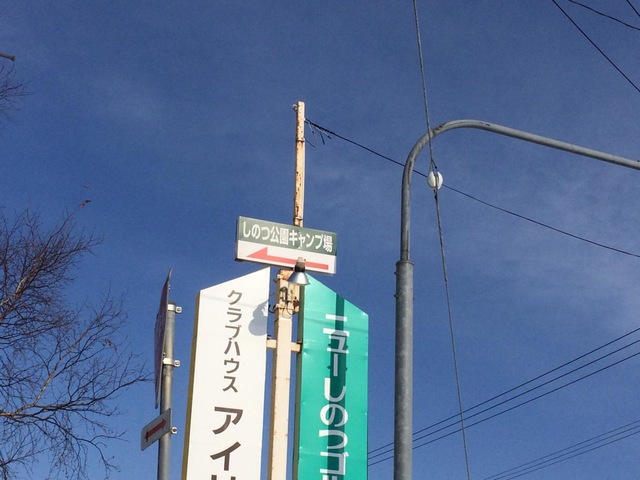 しのつ公園キャンプ場
クラブハウス
アイ
ニューしのつゴ